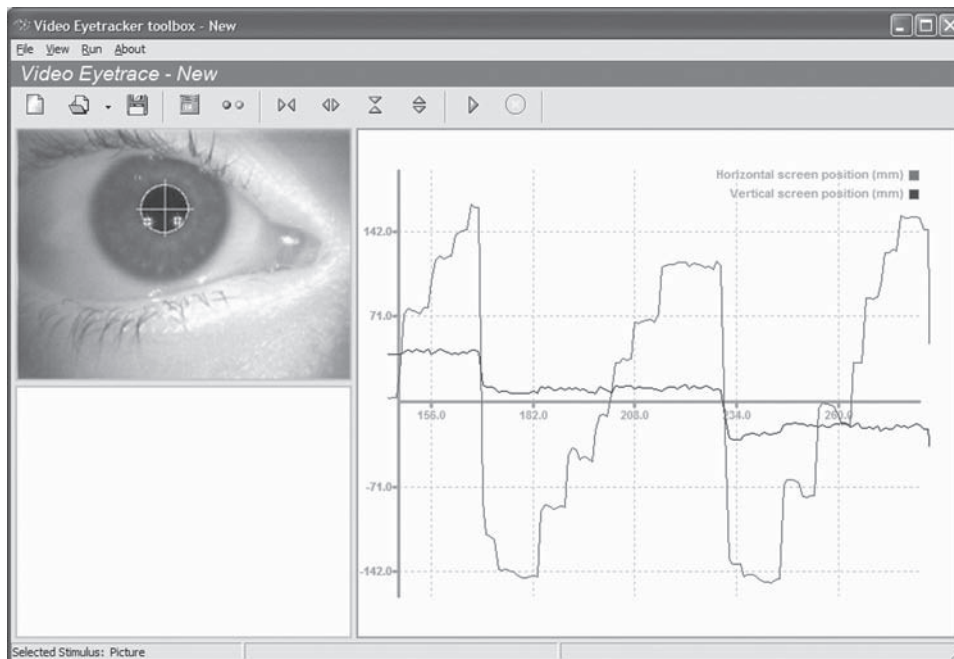 Video Eyetracker toolbox - New
File View Run About
Video Eyetrace - New
Horizontal screen position (mm)
Vertical screen position (mm)
142.0
71.0
156.0 182.0 208.0 234.0 260.0
-71.0
-142.0
Selected Stimulus: Picture